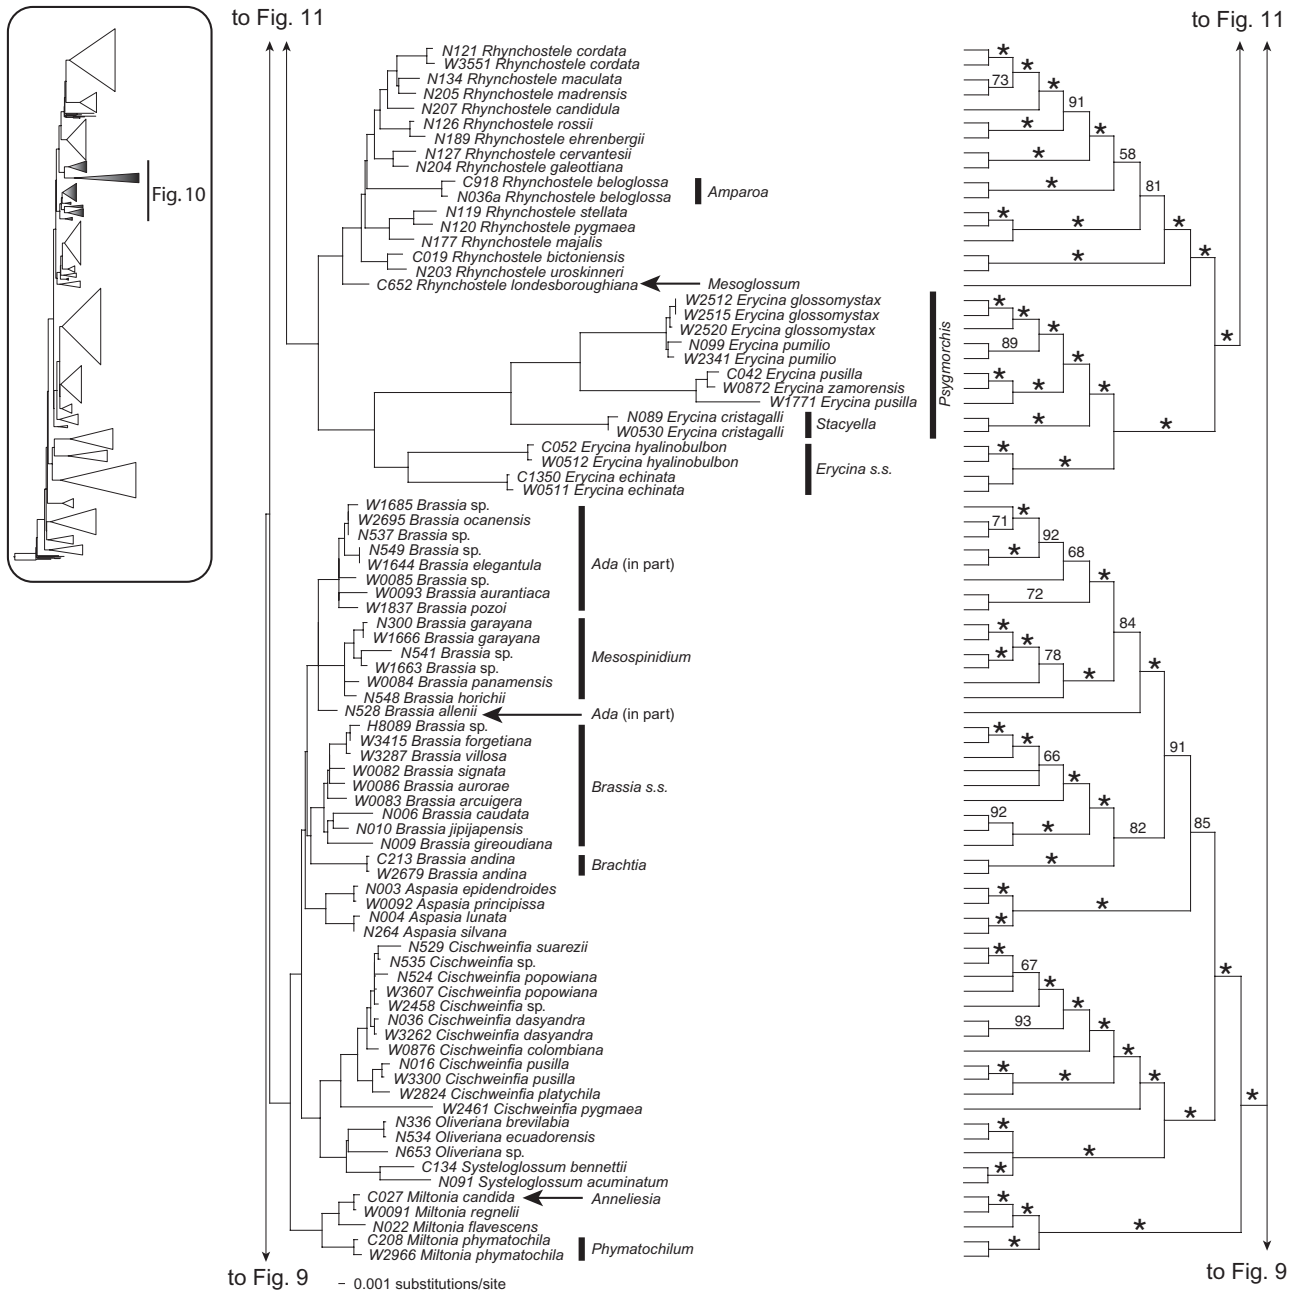 to Fig. 11
to Fig. 11
Fig. 10
N121 Rhynchostele cordata
W3551 Rhynchostele cordata
N134 Rhynchostele maculata
N205 Rhynchostele madrensis
N207 Rhynchostele candidula
N126 Rhynchostele rossii
N189 Rhynchostele ehrenbergii
N127 Rhynchostele cervantesii
N204 Rhynchostele galeottiana
C918 Rhynchostele beloglossa
N036a Rhynchostele beloglossa
Amparoa
N119 Rhynchostele stellata
N120 Rhynchostele pygmaea
N177 Rhynchostele majalis
C019 Rhynchostele bictoniensis
N203 Rhynchostele uroskinneri
C652 Rhynchostele londesboroughiana
Mesoglossum
W2512 Erycina glossomystax
W2515 Erycina glossomystax
W2520 Erycina glossomystax
N099 Erycina pumilio
W2341 Erycina pumilio
C042 Erycina pusilla
W0872 Erycina zamorensis
W1771 Erycina pusilla
Psygmorchis
N089 Erycina cristagalli
W0530 Erycina cristagalli
Stacyella
C052 Erycina hyalinobulbon
W0512 Erycina hyalinobulbon
C1350 Erycina echinata
W0511 Erycina echinata
Erycina s.s.
W1685 Brassia sp.
W2695 Brassia ocanensis
N537 Brassia sp.
N549 Brassia sp.
W1644 Brassia elegantula
W0085 Brassia sp.
W0093 Brassia aurantiaca
W1837 Brassia pozoi
Ada (in part)
N300 Brassia garayana
W1666 Brassia garayana
N541 Brassia sp.
W1663 Brassia sp.
W0084 Brassia panamensis
N548 Brassia horichii
Mesospinidium
N528 Brassia allenii
Ada (in part)
H8089 Brassia sp.
W3415 Brassia forgetiana
W3287 Brassia villosa
W0082 Brassia signata
W0086 Brassia aurorae
W0083 Brassia arcuigera
N006 Brassia caudata
N010 Brassia jipijapensis
N009 Brassia gireoudiana
Brassia s.s.
C213 Brassia andina
W2679 Brassia andina
Brachtia
N003 Aspasia epidendroides
W0092 Aspasia principissa
N004 Aspasia lunata
N264 Aspasia silvana
N529 Cischweinfia suarezii
N535 Cischweinfia sp.
N524 Cischweinfia popowiana
W3607 Cischweinfia popowiana
W2458 Cischweinfia sp.
N036 Cischweinfia dasyandra
W3262 Cischweinfia dasyandra
W0876 Cischweinfia colombiana
N016 Cischweinfia pusilla
W3300 Cischweinfia pusilla
W2824 Cischweinfia platychila
W2461 Cischweinfia pygmaea
N336 Oliveriana brevilabia
N534 Oliveriana ecuadorensis
N653 Oliveriana sp.
C134 Systeloglossum bennettii
N091 Systeloglossum acuminatum
C027 Miltonia candida
Anneliesia
W0091 Miltonia regnelii
N022 Miltonia flavescens
C208 Miltonia phymatochila
W2966 Miltonia phymatochila
Phymatochilum
73
91
58
81
89
71
92
68
72
84
78
91
66
92
82
85
67
93
to Fig. 9
0.001 substitutions/site
to Fig. 9